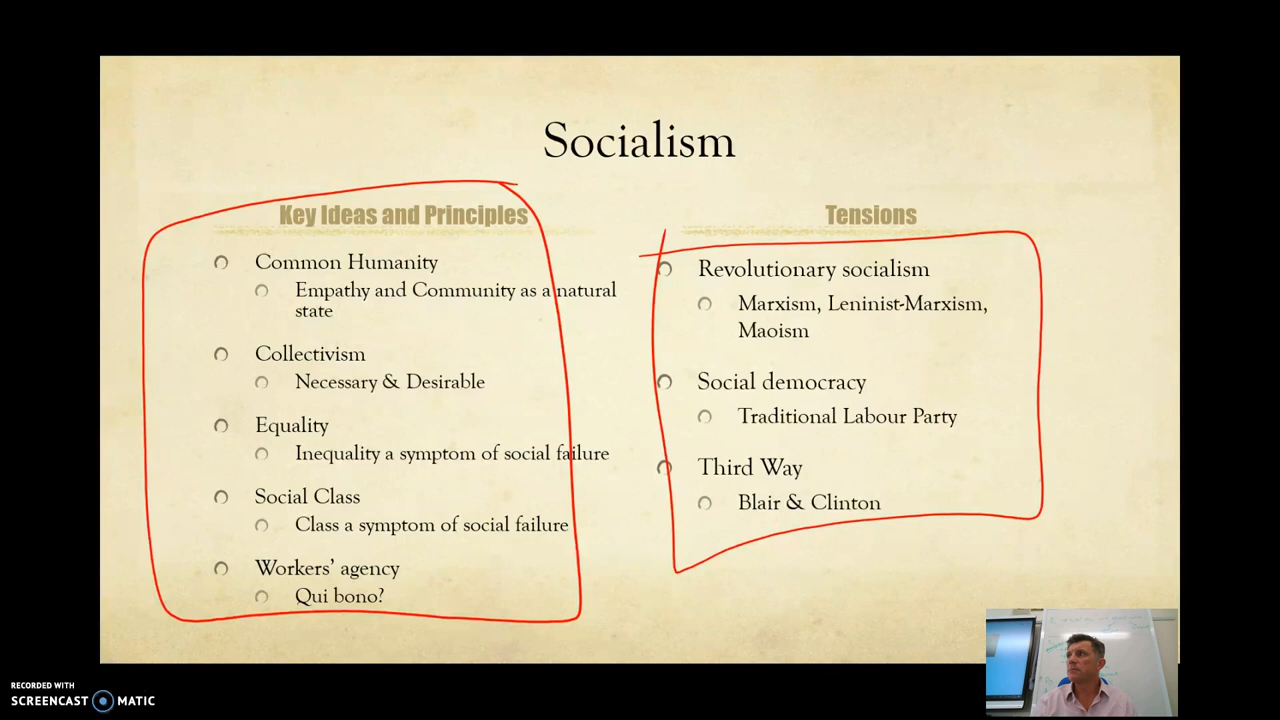 Socialism
Key Ideas and Principles
Common Humanity
Empathy and Community as a natural
state
Collectivism
Necessary & Desirable
Equality
Inequality a symptom of social failure
Social Class
Class a symptom of social failure
Workers' agency
Qui bono?
Tensions
Revolutionary socialism
Marxism, Leninist-Marxism,
Maoism
Social democracy
Traditional Labour Party
Third Way
Blair & Clinton
RECORDED WITH
SCREENCAST MATIC